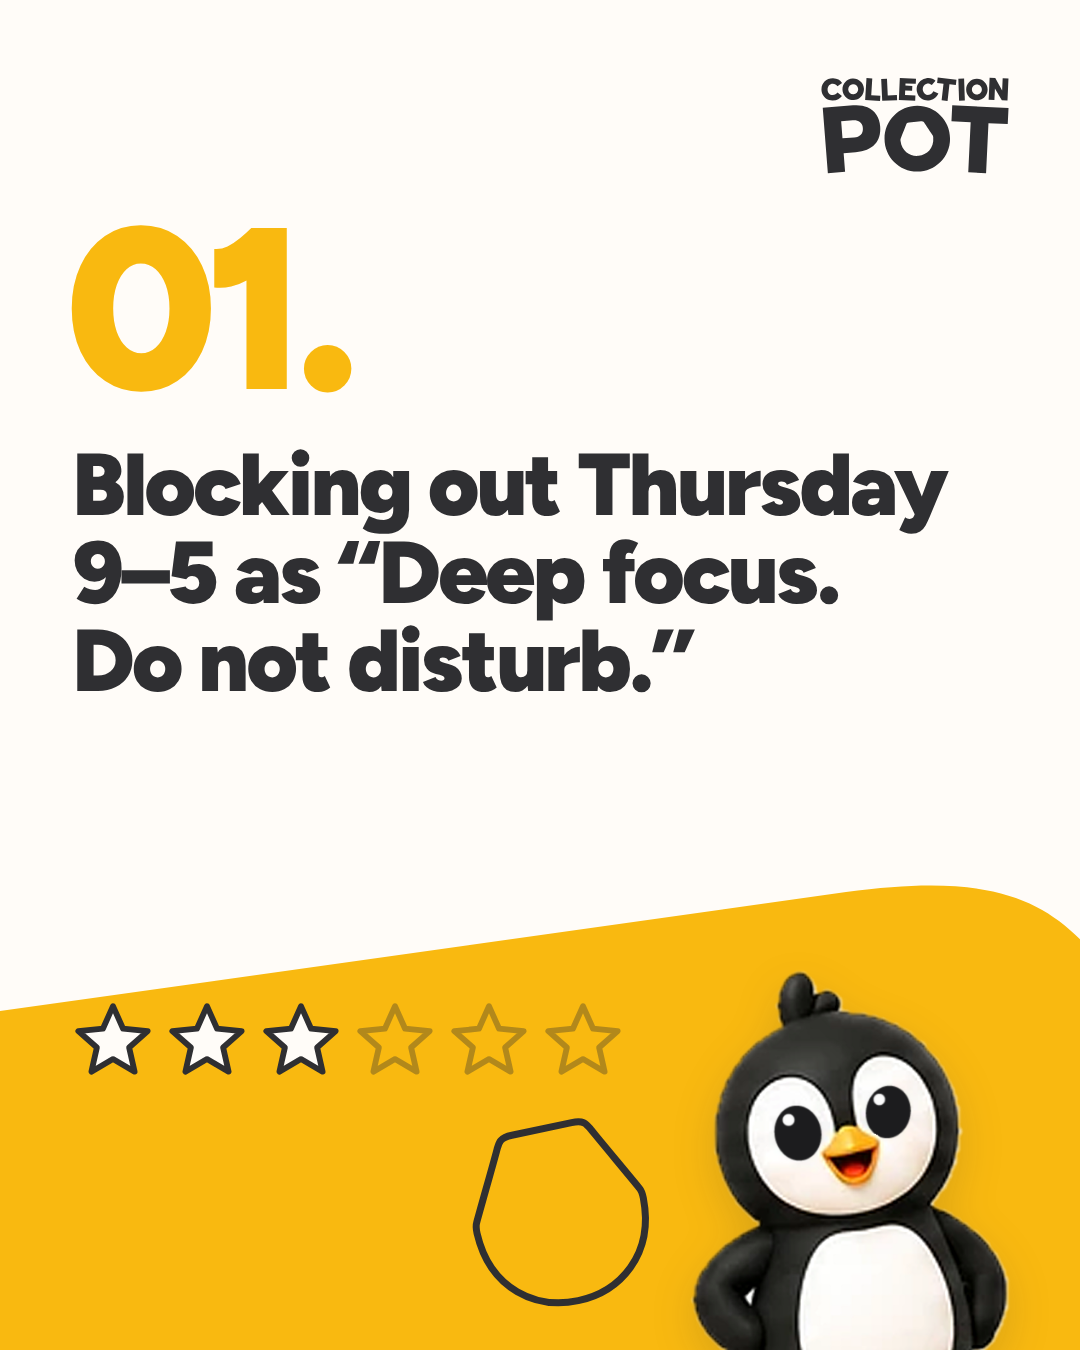 COLLECTION
POT
01.
Blocking out Thursday
9–5 as “Deep focus.
Do not disturb.”